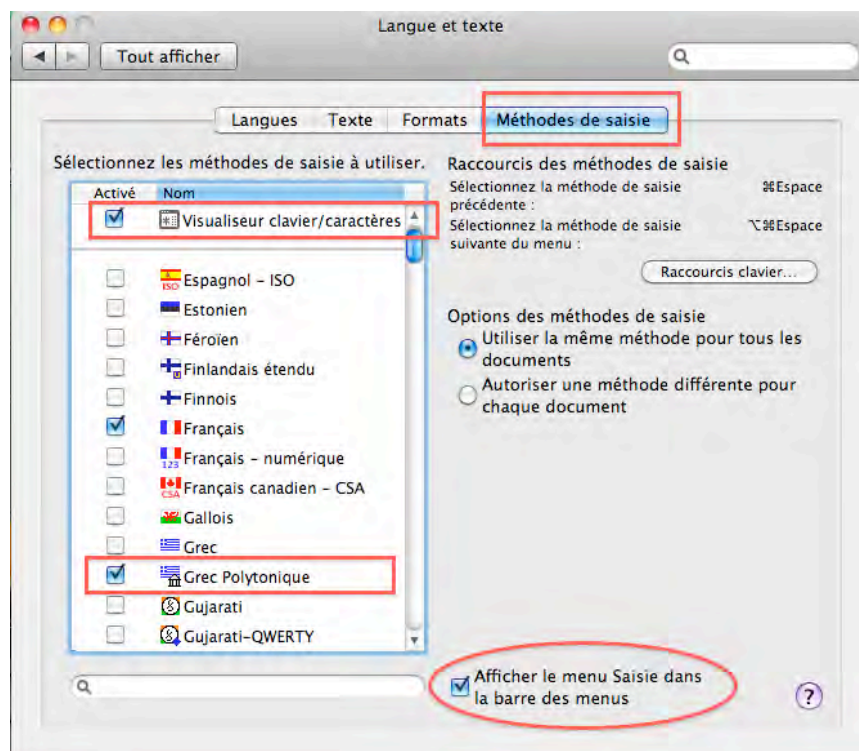 Langue et texte
Tout afficher
Langues Texte Formats Méthodes de saisie
Sélectionnez les méthodes de saisie à utiliser.
Activé Nom
Visualiseur clavier/caractères
ISO Espagnol – ISO
Estonien
Féroïen
Finlandais étendu
Finnois
Français
123 Français – numérique
CSA Français canadien – CSA
Gallois
Grec
Grec Polytonique
Gujarati
Gujarati-QWERTY
Raccourcis des méthodes de saisie
Sélectionnez la méthode de saisie ⌘Espace
précédente :
Sélectionnez la méthode de saisie ⌥⌘Espace
suivante du menu :
Raccourcis clavier...
Options des méthodes de saisie
Utiliser la même méthode pour tous les
documents
Autoriser une méthode différente pour
chaque document
Afficher le menu Saisie dans
la barre des menus
?